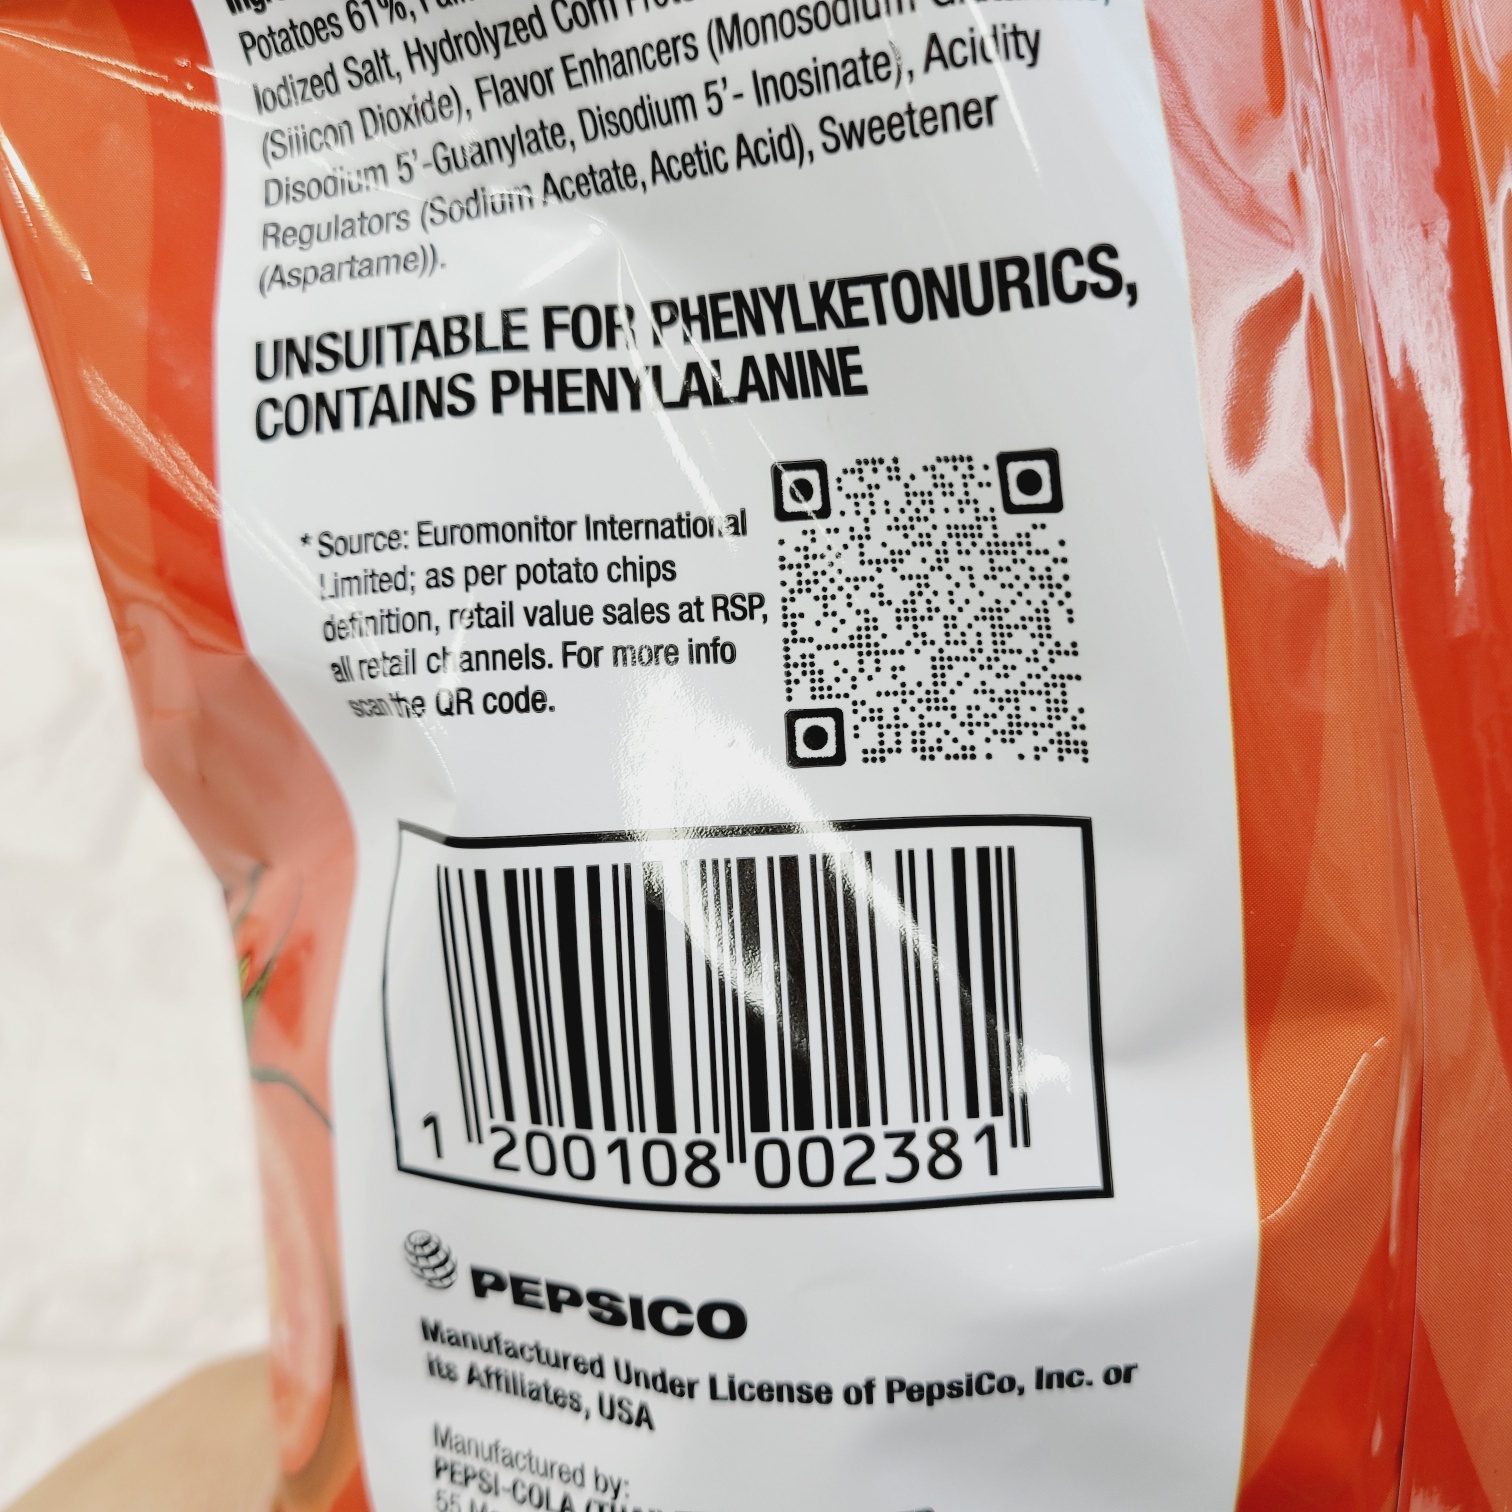 Potatoes 61%,
Iodized Salt, Hydrolyzed Corn
(Silicon Dioxide), Flavor Enhancers (Monosodium
Disodium 5'-Guanylate, Disodium 5'- Inosinate), Acidity
Regulators (Sodium Acetate, Acetic Acid), Sweetener
(Aspartame)).
UNSUITABLE FOR PHENYLKETONURICS,
CONTAINS PHENYLALANINE
* Source: Euromonitor International
Limited; as per potato chips
definition, retail value sales at RSP,
all retail channels. For more info
scan the QR code.
1 200108 002381
PEPSICO
Manufactured Under License of PepsiCo, Inc. or
its Affiliates, USA
Manufactured by:
PEPSI-COLA
55